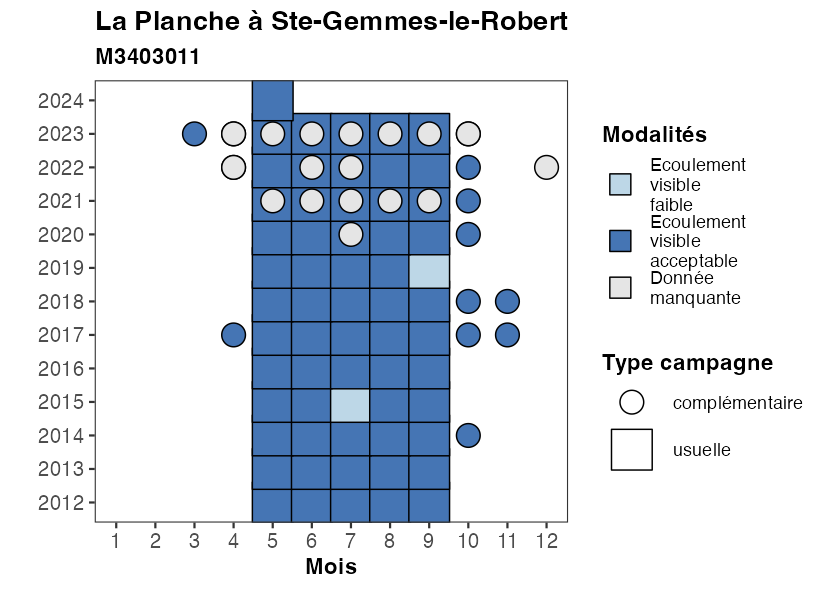 La Planche à Ste-Gemmes-le-Robert
M3403011
2024
2023
2022
2021
2020
2019
2018
2017
2016
2015
2014
2013
2012
1 2 3 4 5 6 7 8 9 10 11 12
Mois
Modalités
Ecoulement
visible
faible
Ecoulement
visible
acceptable
Donnée
manquante
Type campagne
complémentaire
usuelle